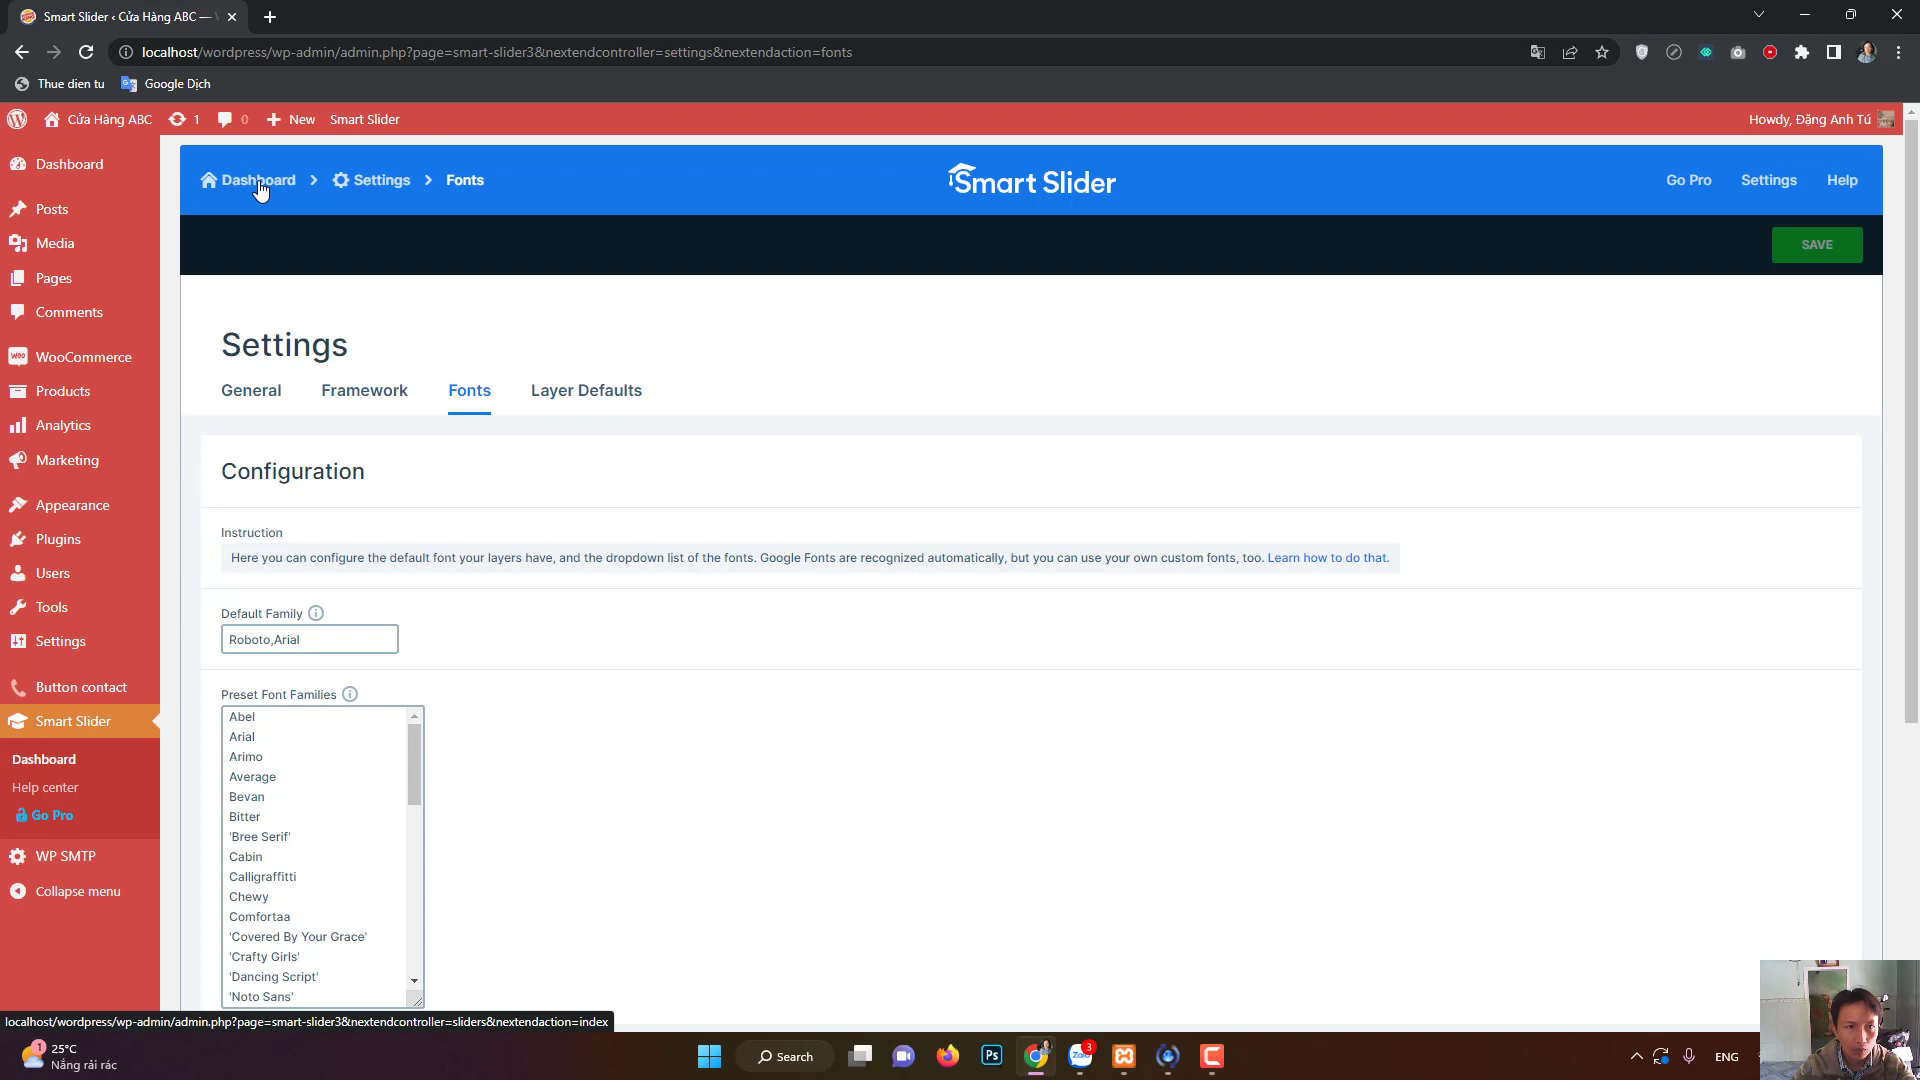 Smart Slider ‹ Cửa Hàng ABC —
localhost/wordpress/wp-admin/admin.php?page=smart-slider3&nextendcontroller=settings&nextendaction=fonts
Thue dien tu
Google Dịch
Cửa Hàng ABC
1
0
New
Smart Slider
Howdy, Đặng Anh Tú
Dashboard
Posts
Media
Pages
Comments
WooCommerce
Products
Analytics
Marketing
Appearance
Plugins
Users
Tools
Settings
Button contact
Smart Slider
Dashboard
Help center
Go Pro
WP SMTP
Collapse menu
Dashboard
Settings
Fonts
Smart Slider
Go Pro
Settings
Help
SAVE
Settings
General
Framework
Fonts
Layer Defaults
Configuration
Instruction
Here you can configure the default font your layers have, and the dropdown list of the fonts. Google Fonts are recognized automatically, but you can use your own custom fonts, too. Learn how to do that.
Default Family
Roboto,Arial
Preset Font Families
Abel
Arial
Arimo
Average
Bevan
Bitter
'Bree Serif'
Cabin
Calligraffitti
Chewy
Comfortaa
'Covered By Your Grace'
'Crafty Girls'
'Dancing Script'
'Noto Sans'
localhost/wordpress/wp-admin/admin.php?page=smart-slider3&nextendcontroller=sliders&nextendaction=index
1
25°C
Nắng rải rác
Search
Ps
Zalo
3
ENG